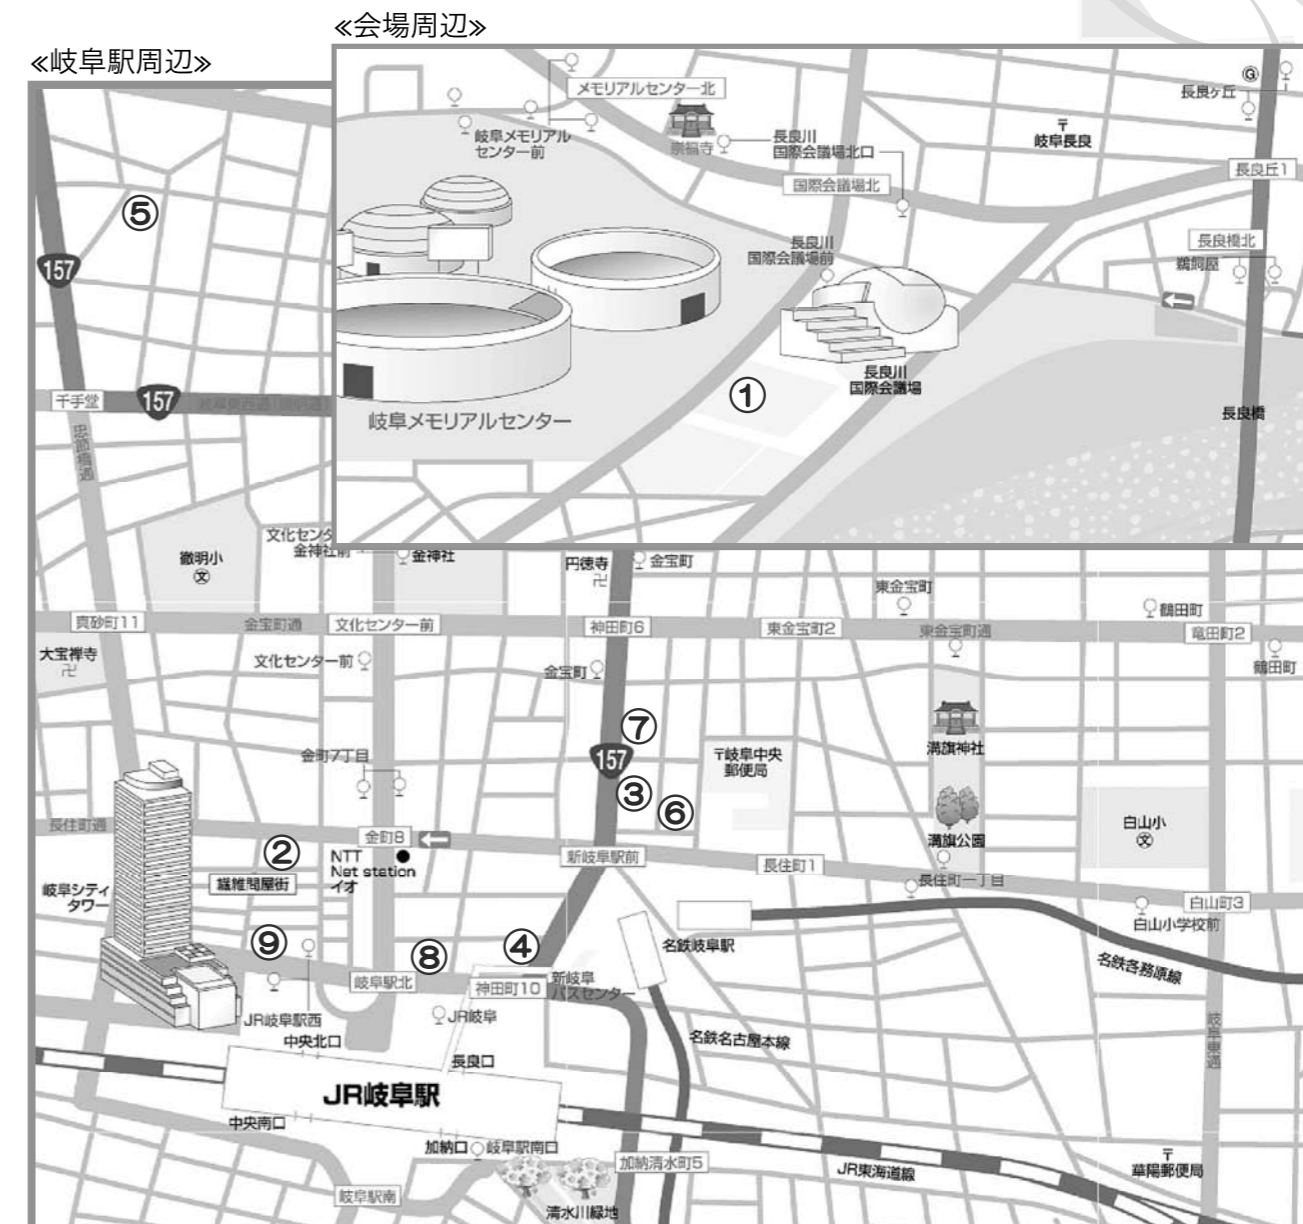 ≪会場周辺≫
≪岐阜駅周辺≫
メモリアルセンター北
岐阜メモリアル
センター前
崇福寺
長良川
国際会議場北口
国際会議場北
〒
岐阜長良
G
長良ヶ丘
長良丘1
長良橋北
鵜飼屋
長良川
国際会議場前
長良川
国際会議場
①
岐阜メモリアルセンター
長良橋
⑤
157
千手堂
157
忠節橋通
徹明小
文
文化センタ
金神社前
金神社
円徳寺
卍
金宝町
東金宝町
鶴田町
真砂町11
金宝町通
文化センター前
神田町6
東金宝町2
東金宝町通
竜田町2
大宝禅寺
卍
文化センター前
金宝町
鶴田町
⑦
157
③
⑥
〒岐阜中央
郵便局
溝旗神社
溝旗公園
白山小
文
金町7丁目
長住町通
金町8
②
NTT
Net station
イオ
繊維問屋街
岐阜シティ
タワー
新岐阜駅前
長住町1
長住町一丁目
白山町3
白山小学校前
名鉄岐阜駅
名鉄各務原線
⑨
⑧
④
岐阜駅北
神田町10
新岐阜
バスセンター
JR岐阜駅西
JR岐阜
中央北口
長良口
名鉄名古屋本線
岐阜東通
JR岐阜駅
中央南口
加納口
岐阜駅南口
加納清水町5
JR東海道線
〒
華陽郵便局
岐阜駅南
清水川緑地